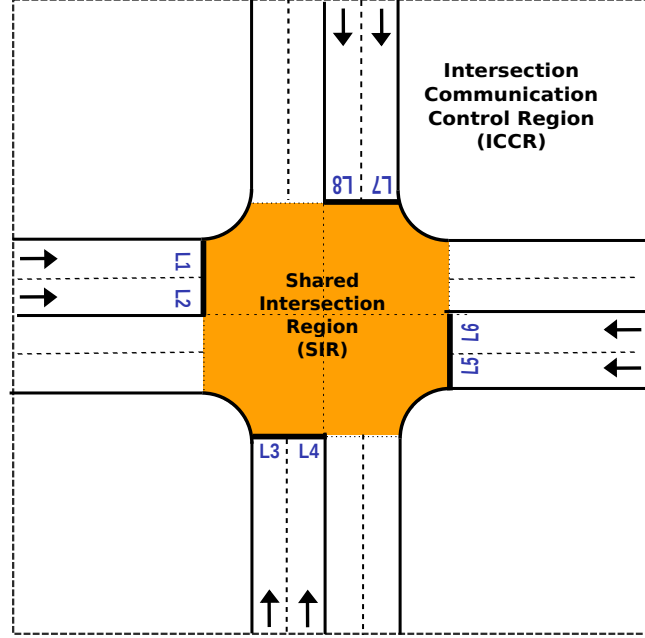 Intersection
Communication
Control Region
(ICCR)
L8
L7
L1
L2
Shared
Intersection
Region
(SIR)
L6
L5
L3
L4